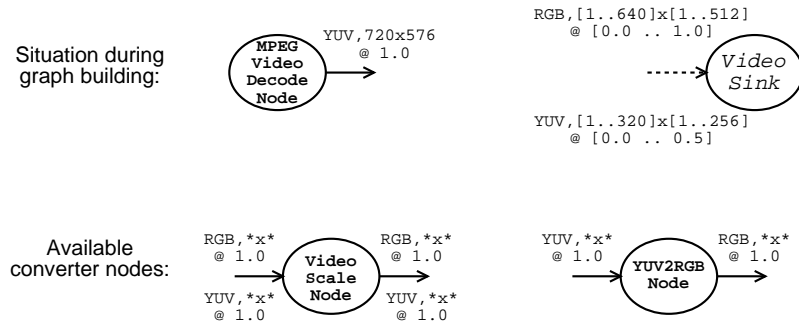 Situation during
graph building:
MPEG
Video
Decode
Node
YUV,720x576
@ 1.0
RGB,[1..640]x[1..512]
@ [0.0 .. 1.0]
Video
Sink
YUV,[1..320]x[1..256]
@ [0.0 .. 0.5]
Available
converter nodes:
RGB,*x*
@ 1.0
YUV,*x*
@ 1.0
Video
Scale
Node
RGB,*x*
@ 1.0
YUV,*x*
@ 1.0
YUV,*x*
@ 1.0
YUV2RGB
Node
RGB,*x*
@ 1.0